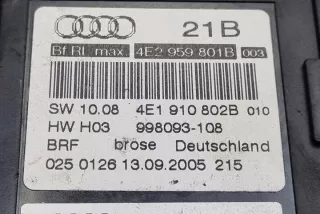 21B
Bf RL max 4E2 959 801B 003
SW 10.08 4E1 910 802B 010
HW H03 998093-108
BRF brose Deutschland
025 0126 13.09.2005 215